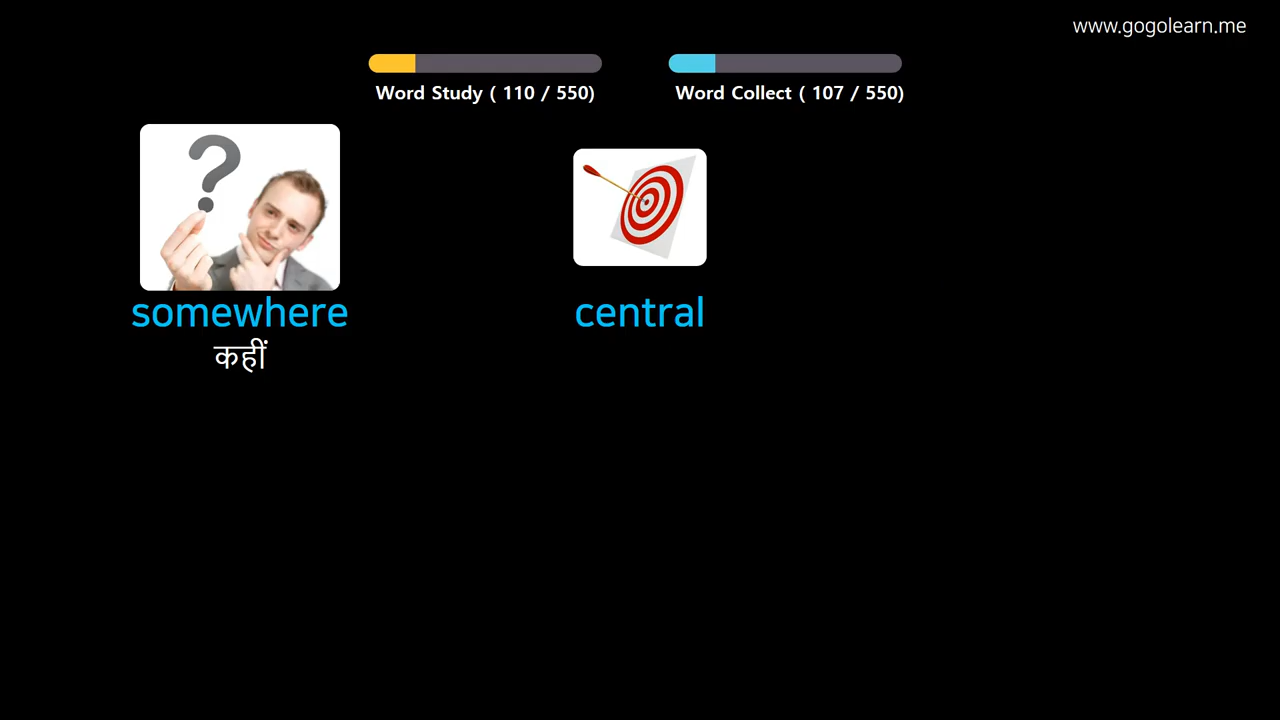 www.gogolearn.me
Word Study ( 110 / 550)
Word Collect ( 107 / 550)
somewhere
कहीं
central